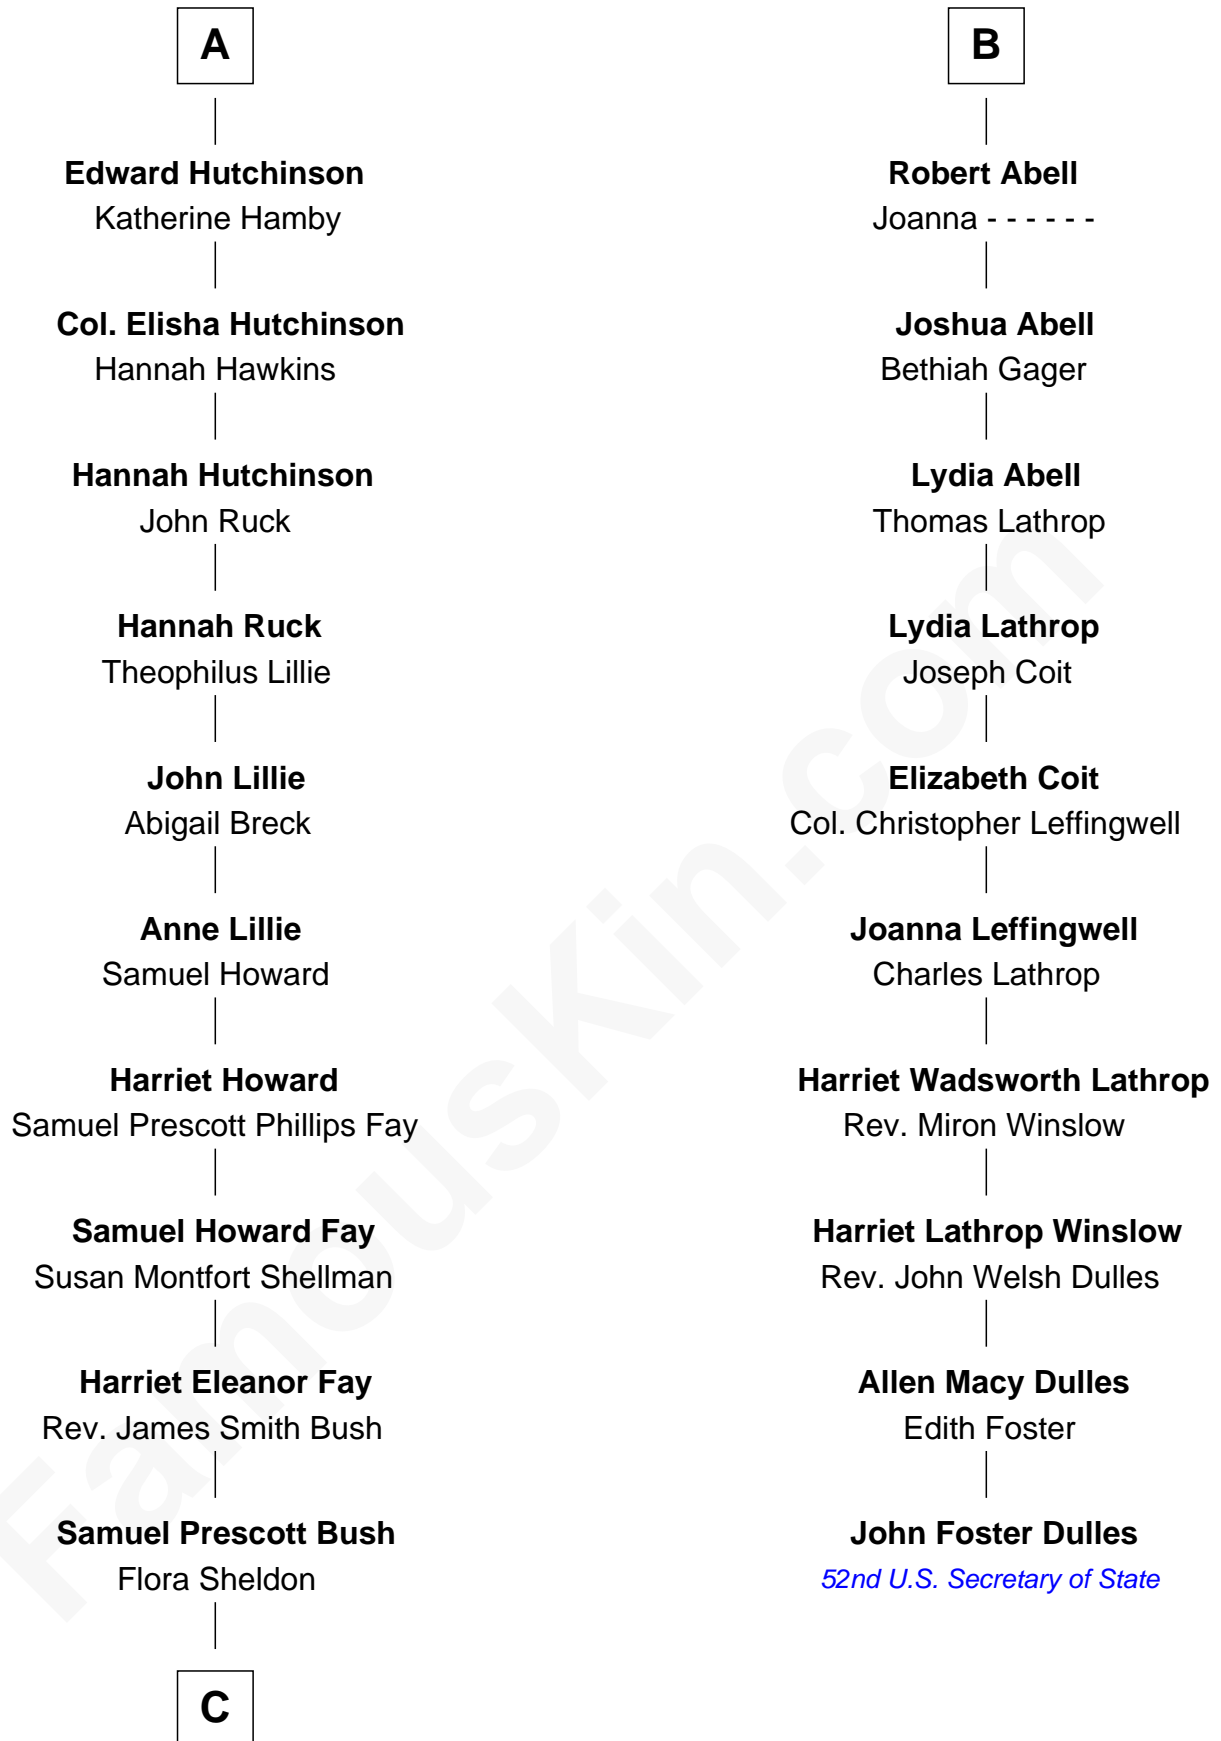 A
Edward Hutchinson
Katherine Hamby
Col. Elisha Hutchinson
Hannah Hawkins
Hannah Hutchinson
John Ruck
Hannah Ruck
Theophilus Lillie
John Lillie
Abigail Breck
Anne Lillie
Samuel Howard
Harriet Howard
Samuel Prescott Phillips Fay
Samuel Howard Fay
Susan Montfort Shellman
Harriet Eleanor Fay
Rev. James Smith Bush
Samuel Prescott Bush
Flora Sheldon
C
B
Robert Abell
Joanna - - - - - -
Joshua Abell
Bethiah Gager
Lydia Abell
Thomas Lathrop
Lydia Lathrop
Joseph Coit
Elizabeth Coit
Col. Christopher Leffingwell
Joanna Leffingwell
Charles Lathrop
Harriet Wadsworth Lathrop
Rev. Miron Winslow
Harriet Lathrop Winslow
Rev. John Welsh Dulles
Allen Macy Dulles
Edith Foster
John Foster Dulles
52nd U.S. Secretary of State
FamousKin.com